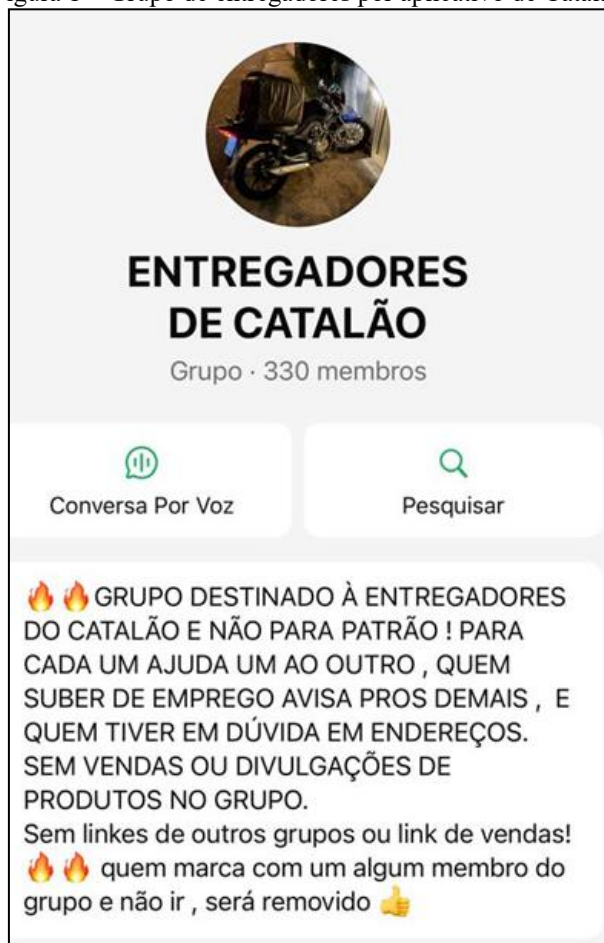 ENTREGADORES
DE CATALÃO
Grupo · 330 membros
Conversa Por Voz
Pesquisar
🔥🔥GRUPO DESTINADO À ENTREGADORES
DO CATALÃO E NÃO PARA PATRÃO ! PARA
CADA UM AJUDA UM AO OUTRO , QUEM
SUBER DE EMPREGO AVISA PROS DEMAIS , E
QUEM TIVER EM DÚVIDA EM ENDEREÇOS.
SEM VENDAS OU DIVULGAÇÕES DE
PRODUTOS NO GRUPO.
Sem linkes de outros grupos ou link de vendas!
🔥🔥 quem marca com um algum membro do
grupo e não ir , será removido 👍